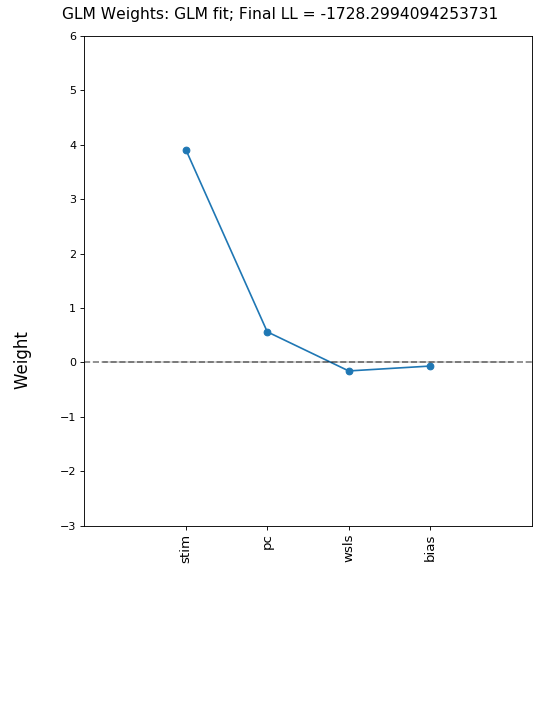 GLM Weights: GLM fit; Final LL = -1728.2994094253731
6
5
4
3
2
1
0
−1
−2
−3
Weight
stim
pc
wsls
bias